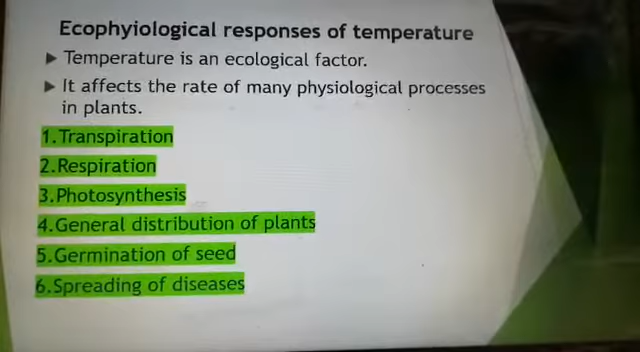 Ecophyiological responses of temperature
Temperature is an ecological factor.
It affects the rate of many physiological processes
in plants.
1.Transpiration
2.Respiration
3.Photosynthesis
4.General distribution of plants
5.Germination of seed
6.Spreading of diseases